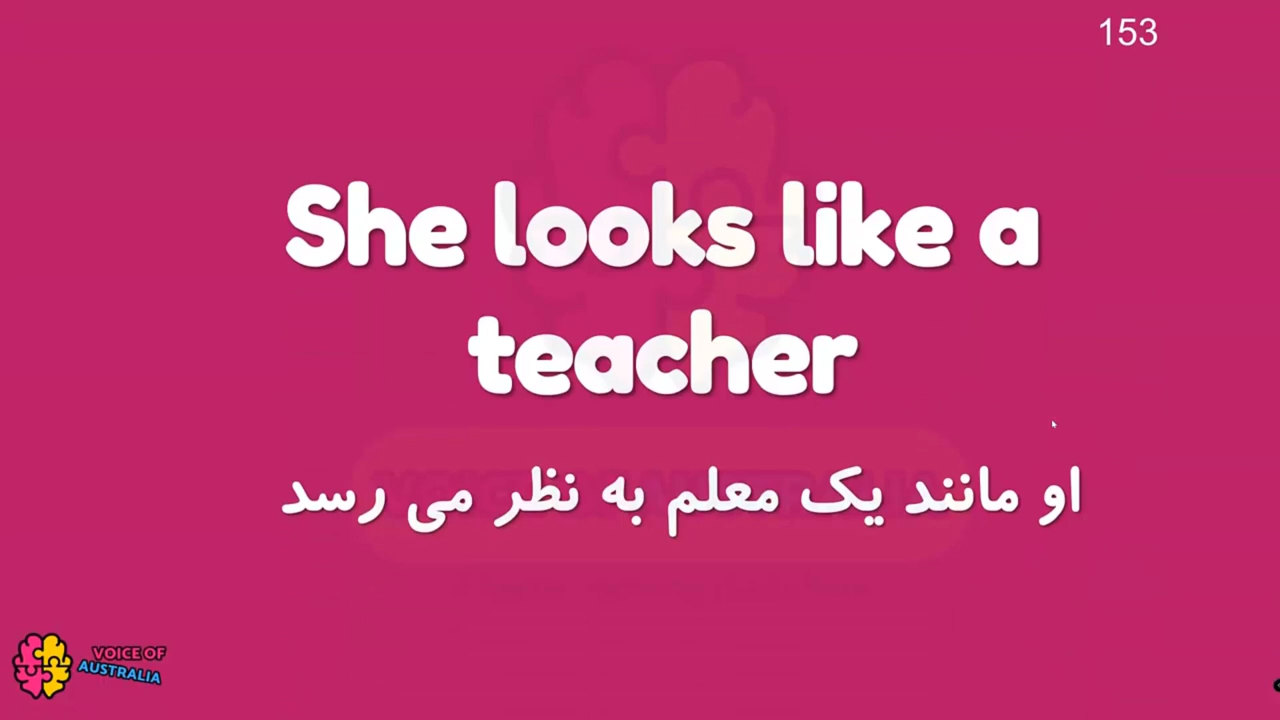 153
She looks like a
teacher
او مانند یک معلم به نظر می رسد
VOICE OF
AUSTRALIA